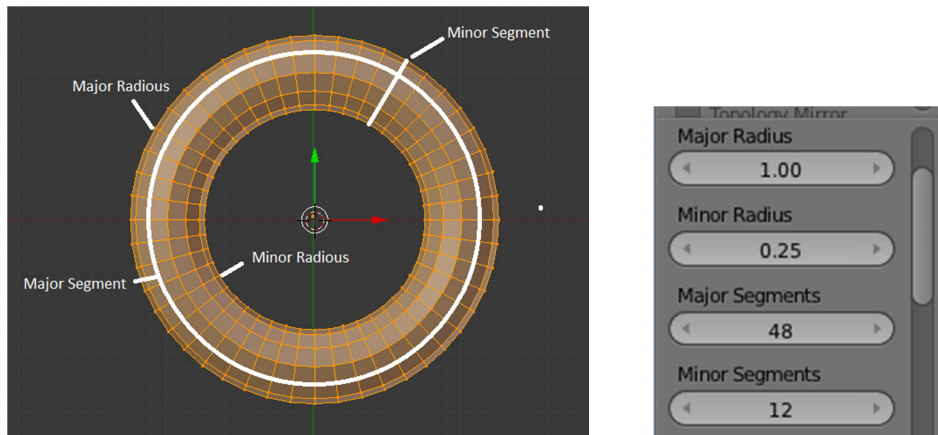 Minor Segment
Major Radious
Minor Radious
Major Segment
Topology Mirror
Major Radius
1.00
Minor Radius
0.25
Major Segments
48
Minor Segments
12